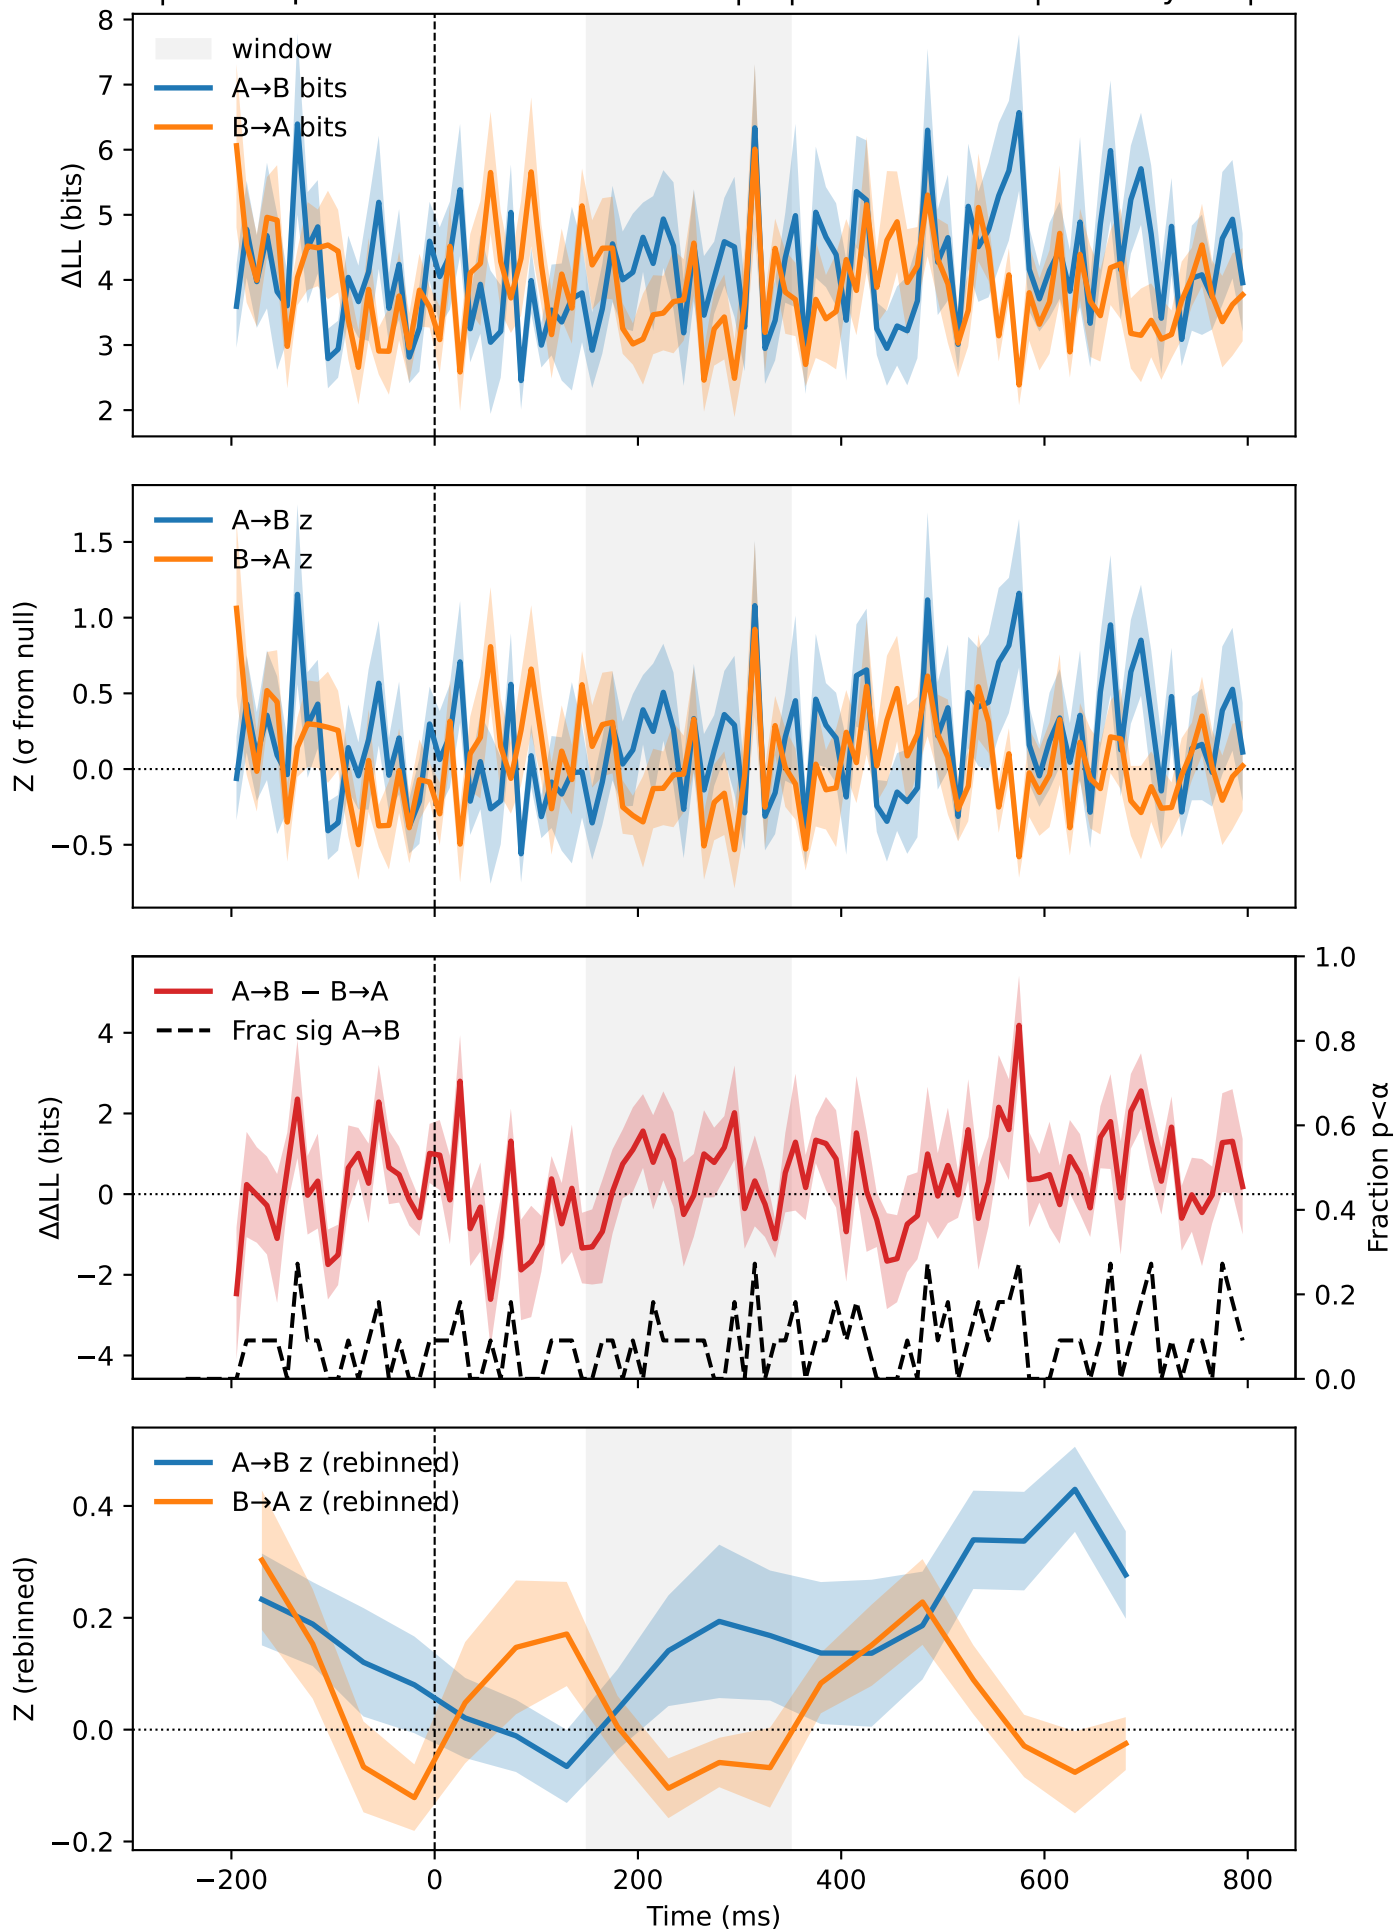 8
7
6
5
4
3
2
ΔLL (bits)
window
A→B bits
B→A bits
1.5
1.0
0.5
0.0
−0.5
Z (σ from null)
A→B z
B→A z
4
2
0
−2
−4
ΔΔLL (bits)
A→B − B→A
Frac sig A→B
1.0
0.8
0.6
0.4
0.2
0.0
Fraction p<α
0.4
0.2
0.0
−0.2
Z (rebinned)
A→B z (rebinned)
B→A z (rebinned)
−200
0
200
400
600
800
Time (ms)